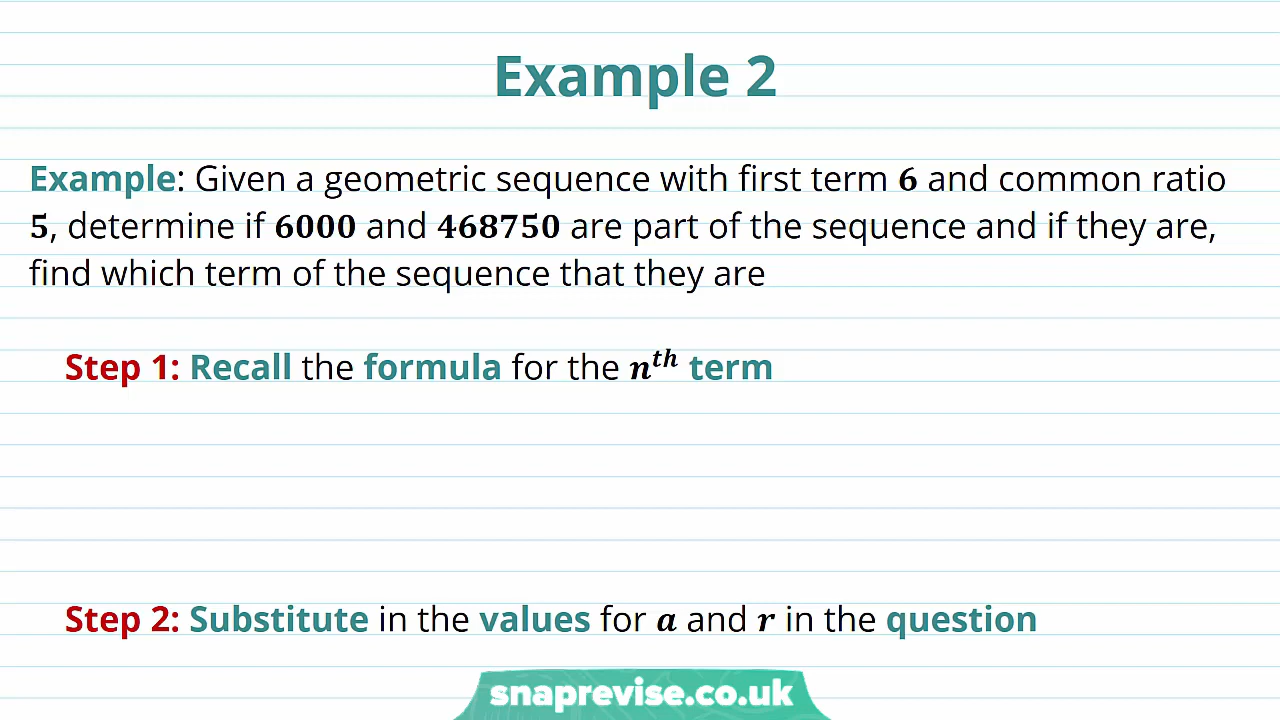 Example 2
Example: Given a geometric sequence with first term 6 and common ratio
5, determine if 6000 and 468750 are part of the sequence and if they are,
find which term of the sequence that they are
Step 1: Recall the formula for the nᵗʰ term
Step 2: Substitute in the values for a and r in the question
snaprevise.co.uk